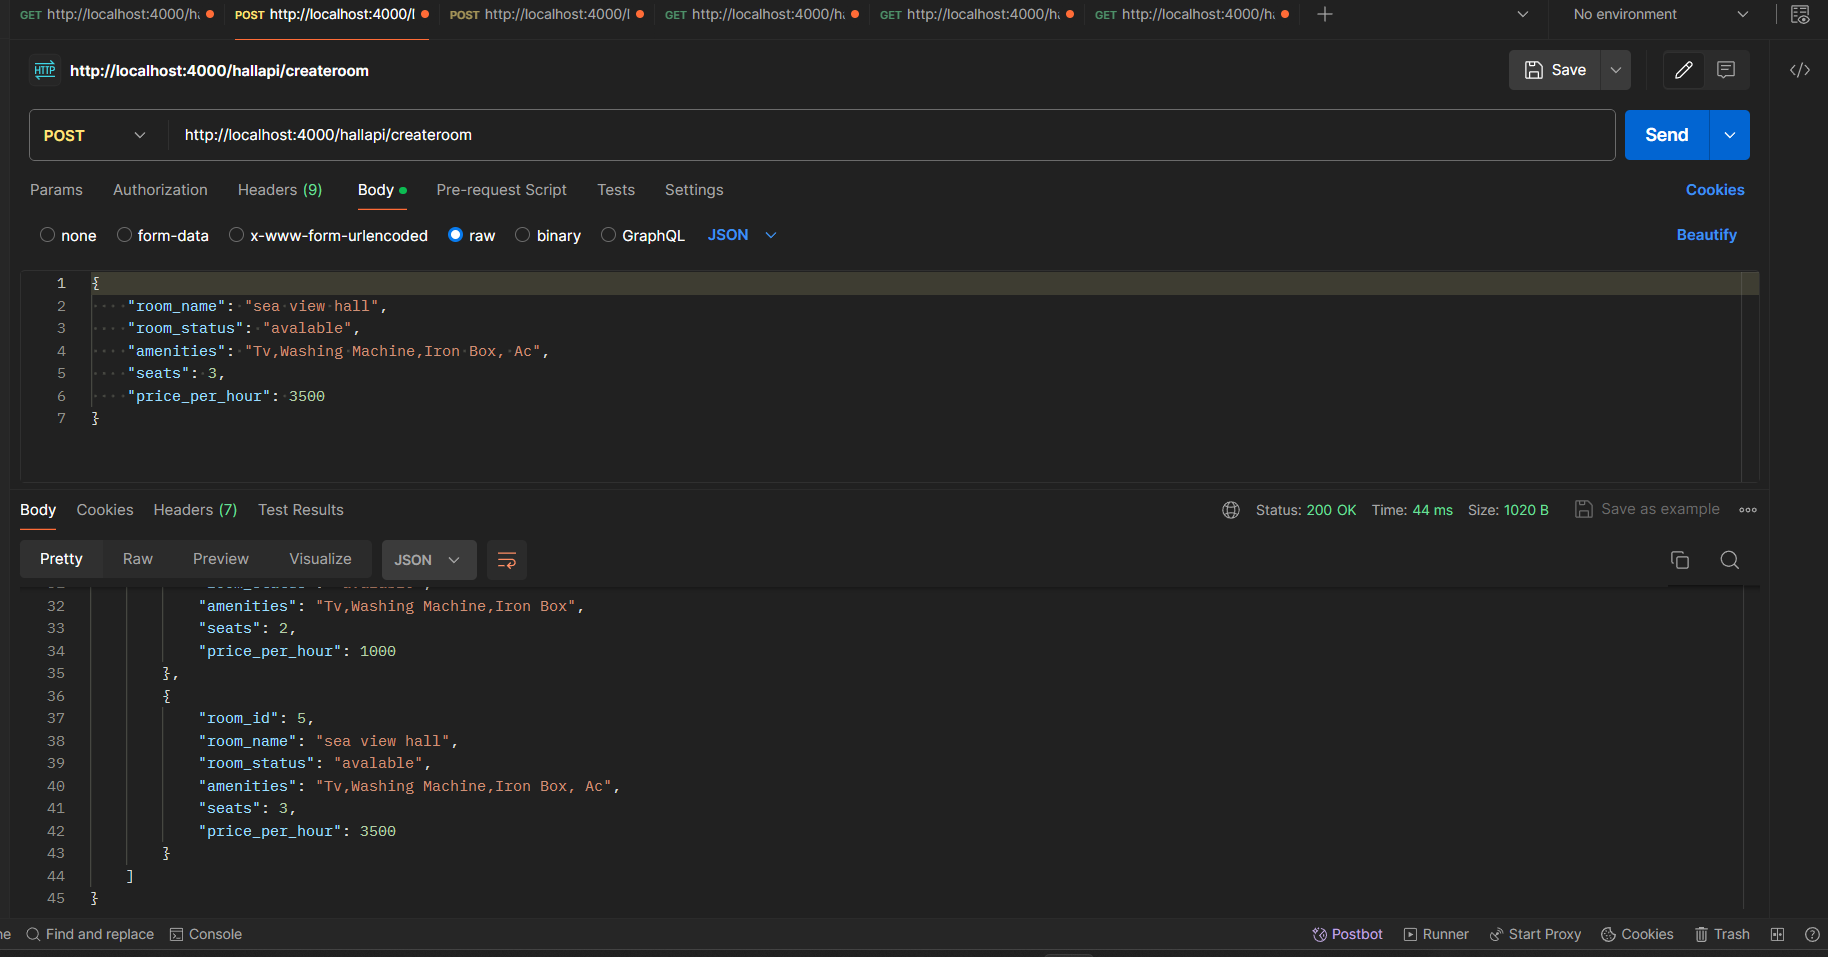 GET http://localhost:4000/ha POST http://localhost:4000/l POST http://localhost:4000/l GET http://localhost:4000/ha GET http://localhost:4000/ha GET http://localhost:4000/ha No environment
HTTP http://localhost:4000/hallapi/createroom Save
POST http://localhost:4000/hallapi/createroom Send
Params Authorization Headers (9) Body Pre-request Script Tests Settings Cookies
none form-data x-www-form-urlencoded raw binary GraphQL JSON Beautify
1 {
2 "room_name": "sea view hall",
3 "room_status": "avalable",
4 "amenities": "Tv,Washing Machine,Iron Box, Ac",
5 "seats": 3,
6 "price_per_hour": 3500
7 }
Body Cookies Headers (7) Test Results Status: 200 OK Time: 44 ms Size: 1020 B Save as example
Pretty Raw Preview Visualize JSON
32 "amenities": "Tv,Washing Machine,Iron Box",
33 "seats": 2,
34 "price_per_hour": 1000
35 },
36 {
37 "room_id": 5,
38 "room_name": "sea view hall",
39 "room_status": "avalable",
40 "amenities": "Tv,Washing Machine,Iron Box, Ac",
41 "seats": 3,
42 "price_per_hour": 3500
43 }
44 ]
45 }
Find and replace Console Postbot Runner Start Proxy Cookies Trash